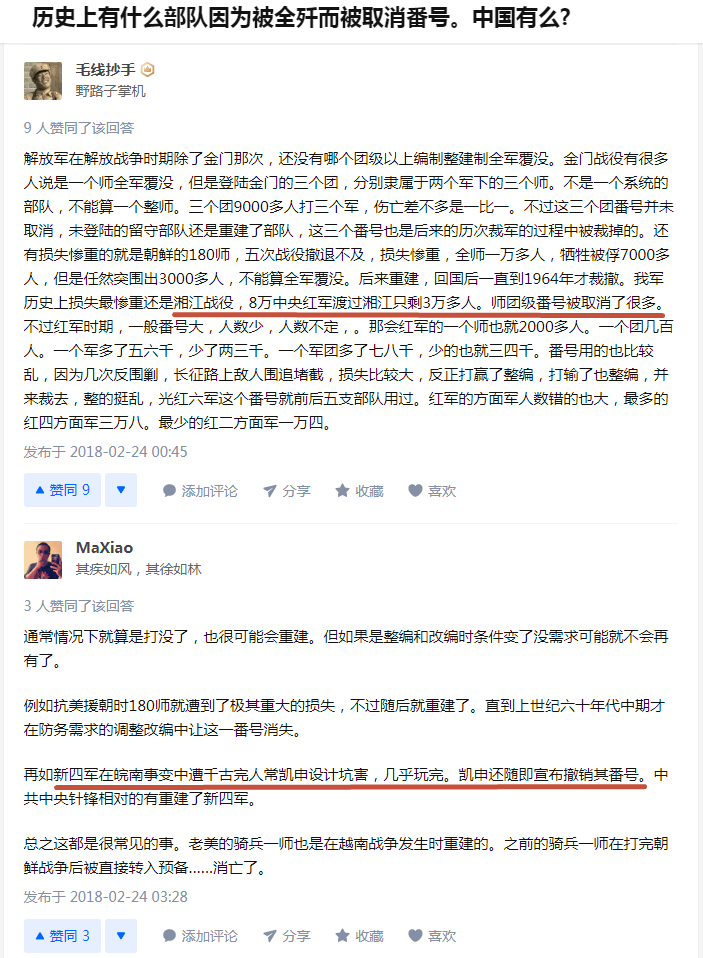 历史上有什么部队因为被全歼而被取消番号。中国有么?
毛线抄手
野路子掌机
9 人赞同了该回答
解放军在解放战争时期除了金门那次，还没有哪个团级以上编制整建制全军覆没。金门战役有很多
人说是一个师全军覆没，但是登陆金门的三个团，分别隶属于两个军下的三个师。不是一个系统的
部队，不能算一个整师。三个团9000多人打三个军，伤亡差不多是一比一。不过这三个团番号并未
取消，未登陆的留守部队还是重建了部队，这三个番号也是后来的历次裁军的过程中被裁掉的。还
有损失惨重的就是朝鲜的180师，五次战役撤退不及，损失惨重，全师一万多人，牺牲被俘7000多
人，但是任然突围出3000多人，不能算全军覆没。后来重建，回国后一直到1964年才裁撤。我军
历史上损失最惨重还是湘江战役，8万中央红军渡过湘江只剩3万多人。师团级番号被取消了很多。
不过红军时期，一般番号大，人数少，人数不定，。那会红军的一个师也就2000多人。一个团几百
人。一个军多了五六千，少了两三千。一个军团多了七八千，少的也就三四千。番号用的也比较
乱，因为几次反围剿，长征路上敌人围追堵截，损失比较大，反正打赢了整编，打输了也整编，并
来裁去，整的挺乱，光红六军这个番号就前后五支部队用过。红军的方面军人数错的也大，最多的
红四方面军三万八。最少的红二方面军一万四。
发布于 2018-02-24 00:45
赞同 9 添加评论 分享 收藏 喜欢
MaXiao
其疾如风，其徐如林
3 人赞同了该回答
通常情况下就算是打没了，也很可能会重建。但如果是整编和改编时条件变了没需求可能就不会再
有了。
例如抗美援朝时180师就遭到了极其重大的损失，不过随后就重建了。直到上世纪六十年代中期才
在防务需求的调整改编中让这一番号消失。
再如新四军在皖南事变中遭千古完人常凯申设计坑害，几乎玩完。凯申还随即宣布撤销其番号。中
共中央针锋相对的有重建了新四军。
总之这都是很常见的事。老美的骑兵一师也是在越南战争发生时重建的。之前的骑兵一师在打完朝
鲜战争后被直接转入预备......消亡了。
发布于 2018-02-24 03:28
赞同 3 添加评论 分享 收藏 喜欢